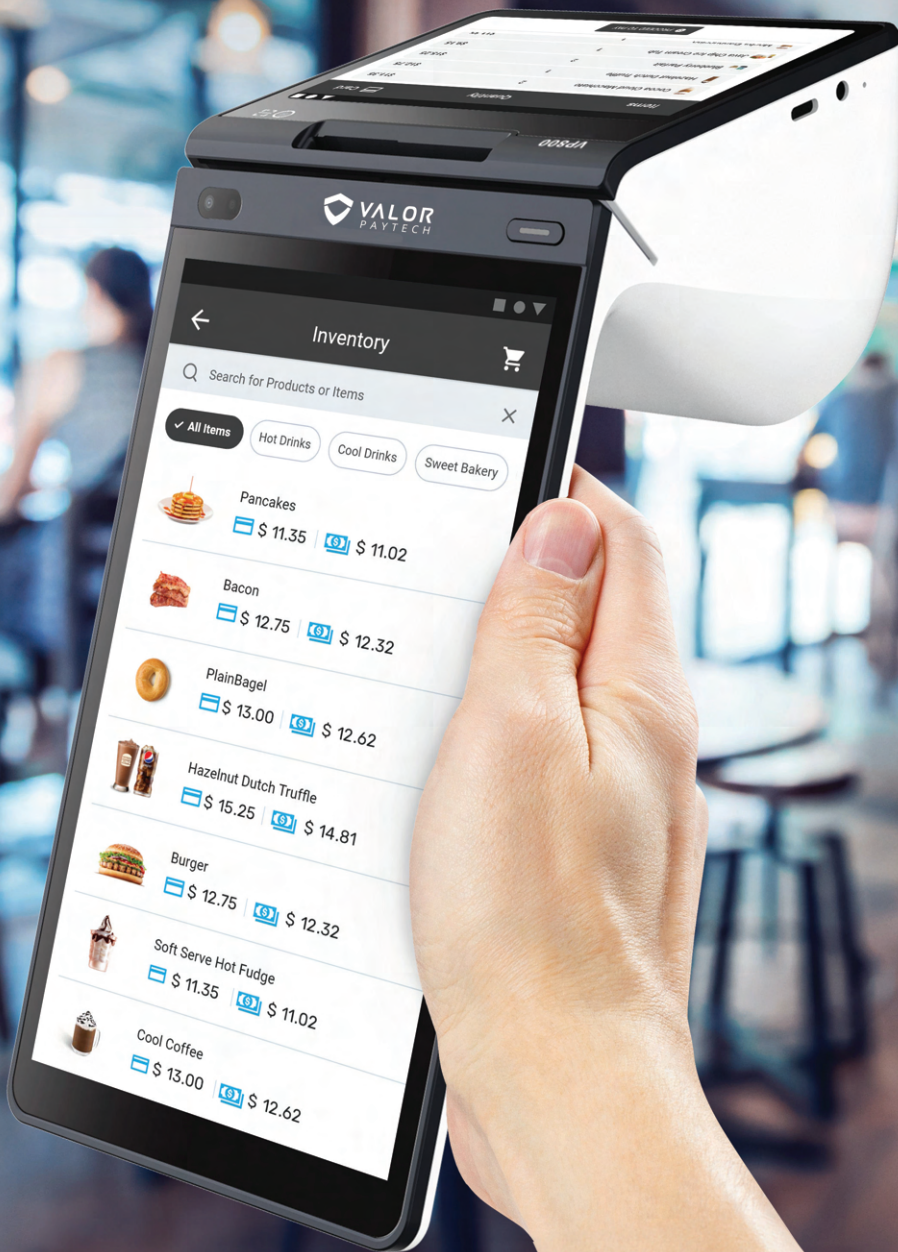 VP800
Items
Quantity
Cart
VALOR
PAYTECH
Inventory
Search for Products or Items
All Items
Hot Drinks
Cool Drinks
Sweet Bakery
Pancakes
$ 11.35 $ 11.02
Bacon
$ 12.75 $ 12.32
PlainBagel
$ 13.00 $ 12.62
Hazelnut Dutch Truffle
$ 15.25 $ 14.81
Burger
$ 12.75 $ 12.32
Soft Serve Hot Fudge
$ 11.35 $ 11.02
Cool Coffee
$ 13.00 $ 12.62